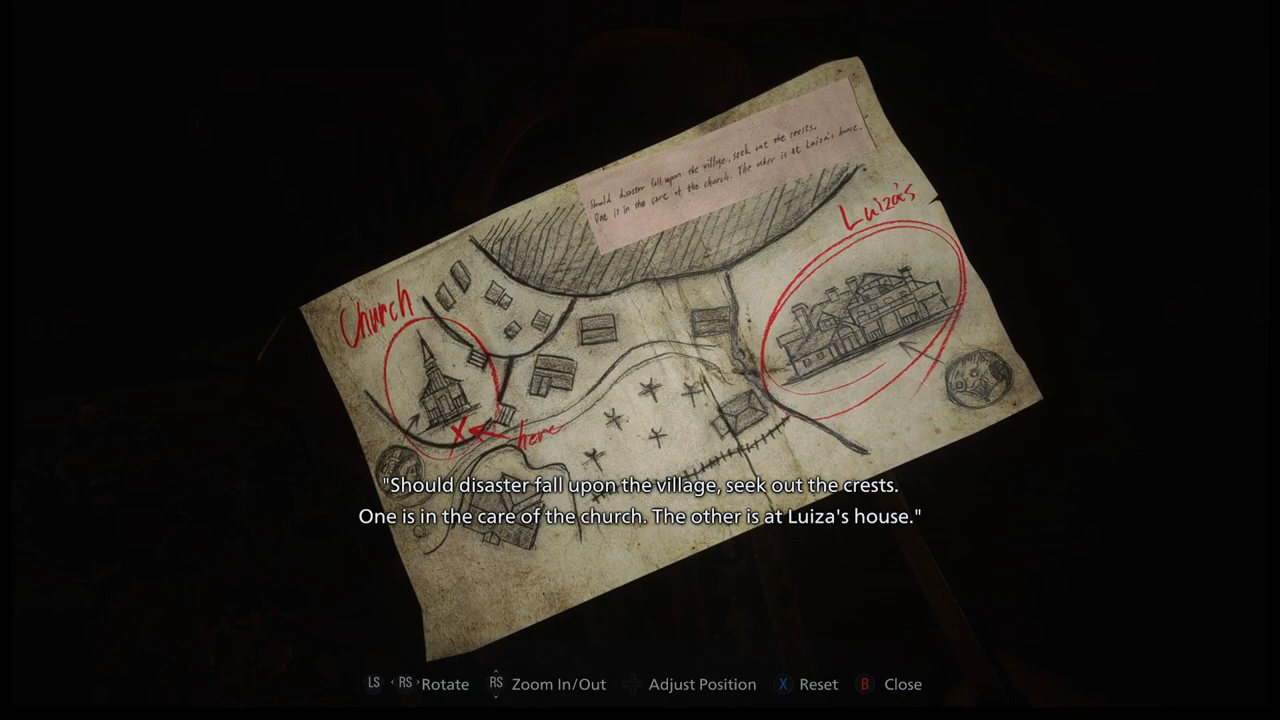 Should disaster fall upon the village, seek out the crests.
One is in the care of the church. The other is at Luiza's house.
Luiza's
Church
X
here
"Should disaster fall upon the village, seek out the crests.
One is in the care of the church. The other is at Luiza's house."
LS RS Rotate RS Zoom In/Out Adjust Position X Reset B Close